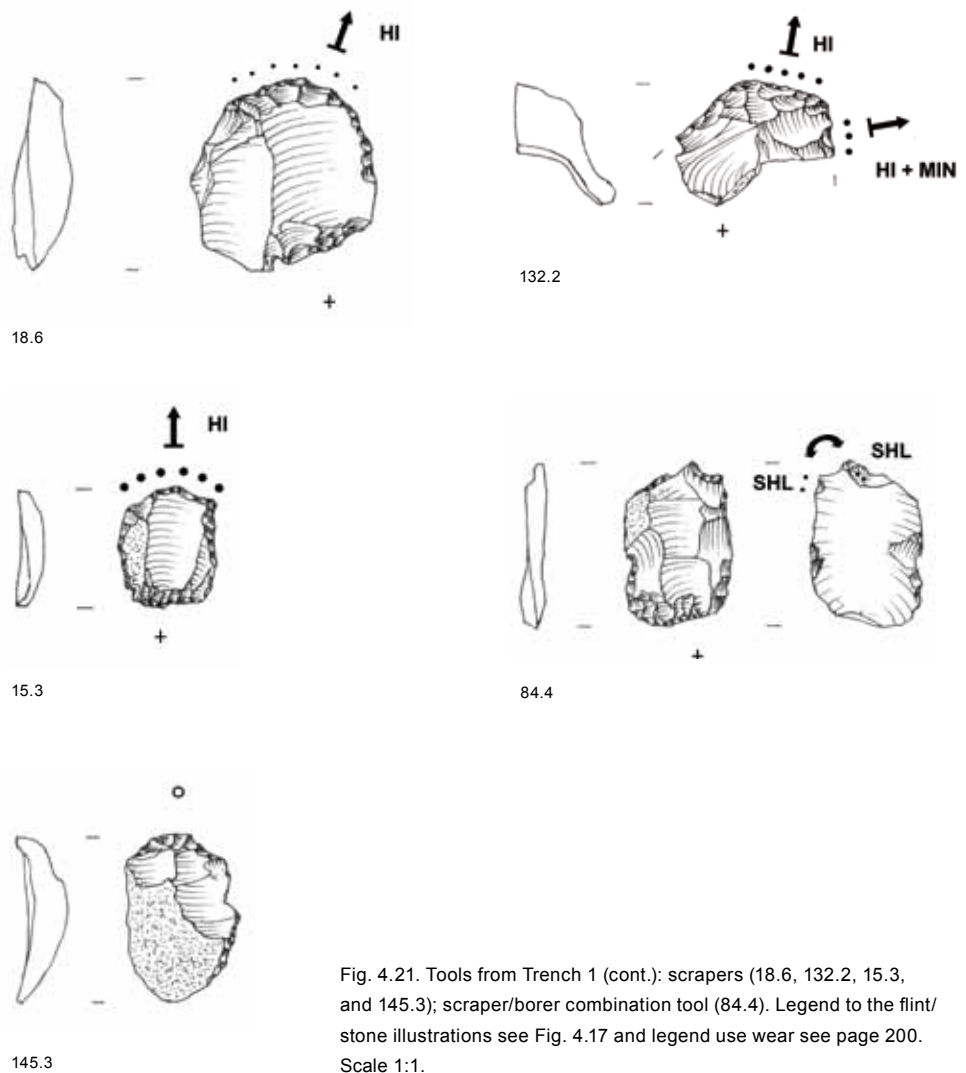 HI
HI
HI + MIN
132.2
18.6
HI
SHL
SHL
15.3
84.4
145.3
Fig. 4.21. Tools from Trench 1 (cont.): scrapers (18.6, 132.2, 15.3,
and 145.3); scraper/borer combination tool (84.4). Legend to the flint/
stone illustrations see Fig. 4.17 and legend use wear see page 200.
Scale 1:1.